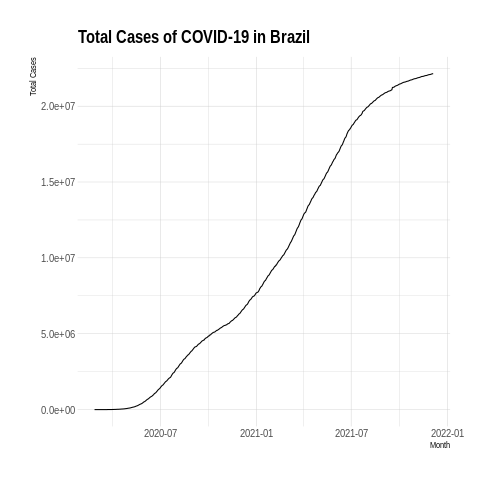 Total Cases of COVID-19 in Brazil
Total Cases
2.0e+07
1.5e+07
1.0e+07
5.0e+06
0.0e+00
2020-07 2021-01 2021-07 2022-01
Month